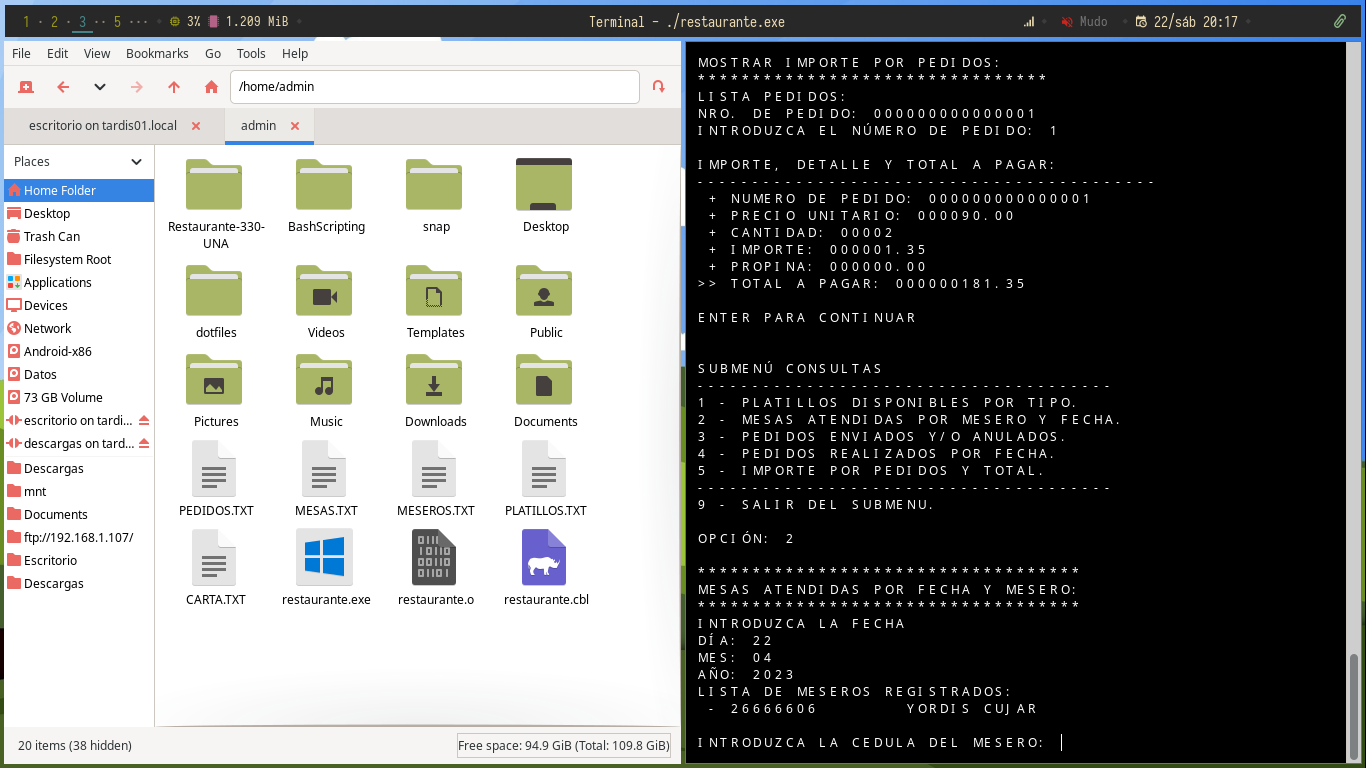 1 · 2 · 3 ·· 5 ··· 3% 1.209 MiB
Terminal - ./restaurante.exe
Mudo 22/sáb 20:17
File Edit View Bookmarks Go Tools Help
/home/admin
escritorio on tardis01.local
admin
Places
Home Folder
Desktop
Trash Can
Filesystem Root
Applications
Devices
Network
Android-x86
Datos
73 GB Volume
escritorio on tardi...
descargas on tard...
Descargas
mnt
Documents
ftp://192.168.1.107/
Escritorio
Descargas
Restaurante-330-
UNA
BashScripting
snap
Desktop
dotfiles
Videos
Templates
Public
Pictures
Music
Downloads
Documents
PEDIDOS.TXT
MESAS.TXT
MESEROS.TXT
PLATILLOS.TXT
CARTA.TXT
restaurante.exe
restaurante.o
restaurante.cbl
20 items (38 hidden)
Free space: 94.9 GiB (Total: 109.8 GiB)
MOSTRAR IMPORTE POR PEDIDOS:
********************************
LISTA PEDIDOS:
NRO. DE PEDIDO: 000000000000001
INTRODUZCA EL NÚMERO DE PEDIDO: 1
IMPORTE, DETALLE Y TOTAL A PAGAR:
------------------------------------------
+ NUMERO DE PEDIDO: 000000000000001
+ PRECIO UNITARIO: 000090.00
+ CANTIDAD: 00002
+ IMPORTE: 000001.35
+ PROPINA: 000000.00
>> TOTAL A PAGAR: 000000181.35
ENTER PARA CONTINUAR
SUBMENÚ CONSULTAS
--------------------------------------
1 - PLATILLOS DISPONIBLES POR TIPO.
2 - MESAS ATENDIDAS POR MESERO Y FECHA.
3 - PEDIDOS ENVIADOS Y/O ANULADOS.
4 - PEDIDOS REALIZADOS POR FECHA.
5 - IMPORTE POR PEDIDOS Y TOTAL.
--------------------------------------
9 - SALIR DEL SUBMENU.
OPCIÓN: 2
***********************************
MESAS ATENDIDAS POR FECHA Y MESERO:
***********************************
INTRODUZCA LA FECHA
DÍA: 22
MES: 04
AÑO: 2023
LISTA DE MESEROS REGISTRADOS:
- 26666606 YORDIS CUJAR
INTRODUZCA LA CEDULA DEL MESERO: